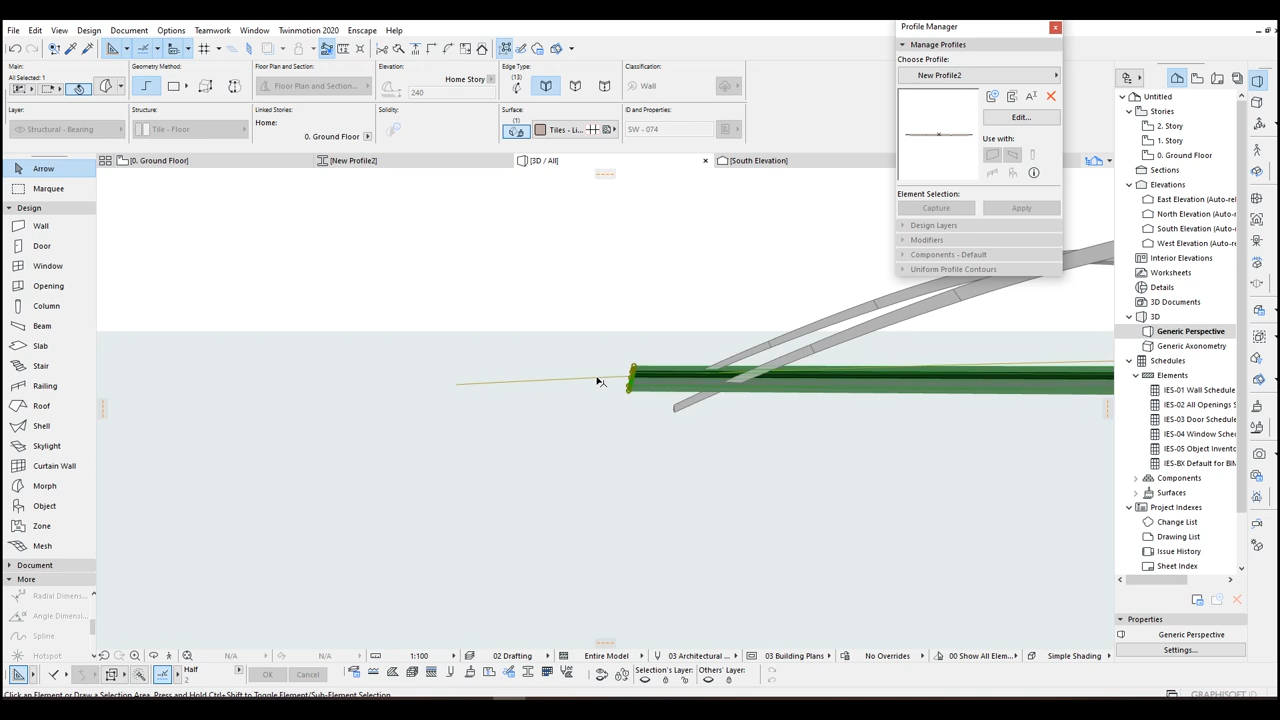 Profile Manager
File Edit View Design Document Options Twinmotion 2020 Teamwork Window Enscape Help
Manage Profiles
Choose Profile:
New Profile2
Edit...
Use with:
Element Selection:
Capture Apply
Design Layers
Modifiers
Components - Default
Uniform Profile Contours
Main: Geometry Method: Floor Plan and Section: Elevation: Edge Type: Classification:
All Selected: 1
Floor Plan and Section...
Home Story
240
(13)
Wall
Layer: Structure: Linked Stories: Solidity: Surface: ID and Properties:
Structural - Bearing
Tile - Floor
Home:
0. Ground Floor
(1)
Tiles - Li...
SW - 074
[0. Ground Floor] [New Profile2] [3D / All] [South Elevation]
Arrow
Marquee
Design
Wall
Door
Window
Opening
Column
Beam
Slab
Stair
Railing
Roof
Shell
Skylight
Curtain Wall
Morph
Object
Zone
Mesh
Document
More
Radial Dimens...
Angle Dimensi...
Spline
Hotspot
Untitled
Stories
2. Story
1. Story
0. Ground Floor
Sections
Elevations
East Elevation (Auto-re
North Elevation (Auto-r
South Elevation (Auto-r
West Elevation (Auto-re
Interior Elevations
Worksheets
Details
3D Documents
3D
Generic Perspective
Generic Axonometry
Schedules
Elements
IES-01 Wall Schedule
IES-02 All Openings S
IES-03 Door Schedule
IES-04 Window Sched
IES-05 Object Invento
IES-BX Default for BIM
Components
Surfaces
Project Indexes
Change List
Drawing List
Issue History
Sheet Index
Properties
Generic Perspective
Settings...
N/A N/A 1:100 02 Drafting Entire Model 03 Architectural ... 03 Building Plans No Overrides 00 Show All Elem... Simple Shading
Half
2
OK Cancel
Selection's Layer: Others' Layer:
Click an Element or Draw a Selection Area. Press and Hold Ctrl+Shift to Toggle Element/Sub-Element Selection.
GRAPHISOFT ID